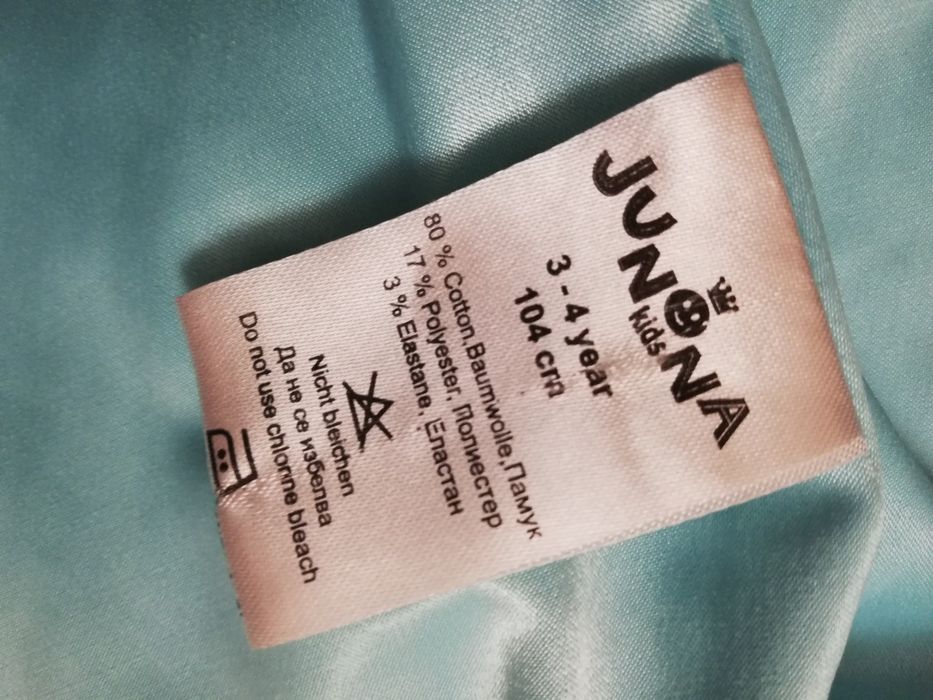 JUNONA
kids
3 - 4 year
104 cm
80 % Cotton,Baumwolle,Памук
17 % Polyester, Полиестер
3 % Elastane, Еластан
Nicht bleichen
Да не се избелва
Do not use chlorine bleach